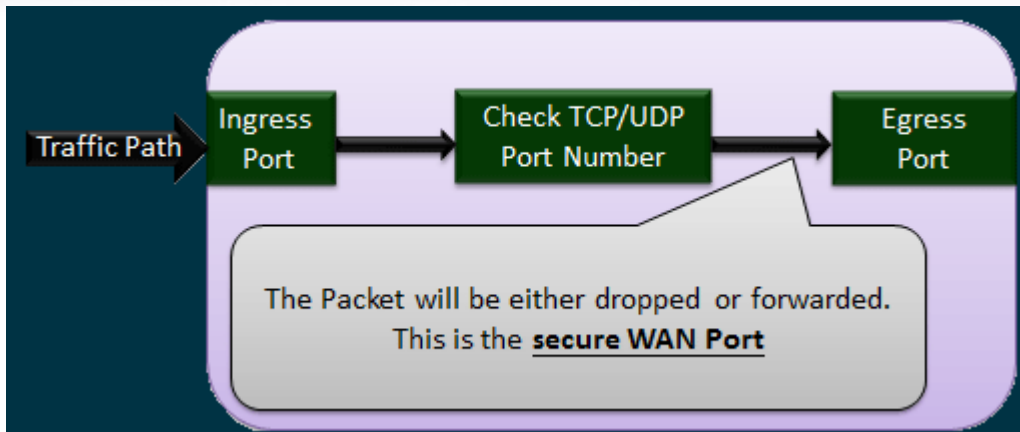 Traffic Path
Ingress
Port
Check TCP/UDP
Port Number
Egress
Port
The Packet will be either dropped or forwarded.
This is the secure WAN Port